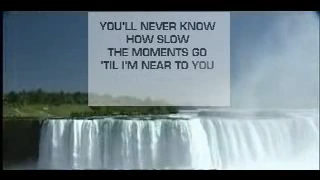 YOU'LL NEVER KNOW
HOW SLOW
THE MOMENTS GO
'TIL I'M NEAR TO YOU